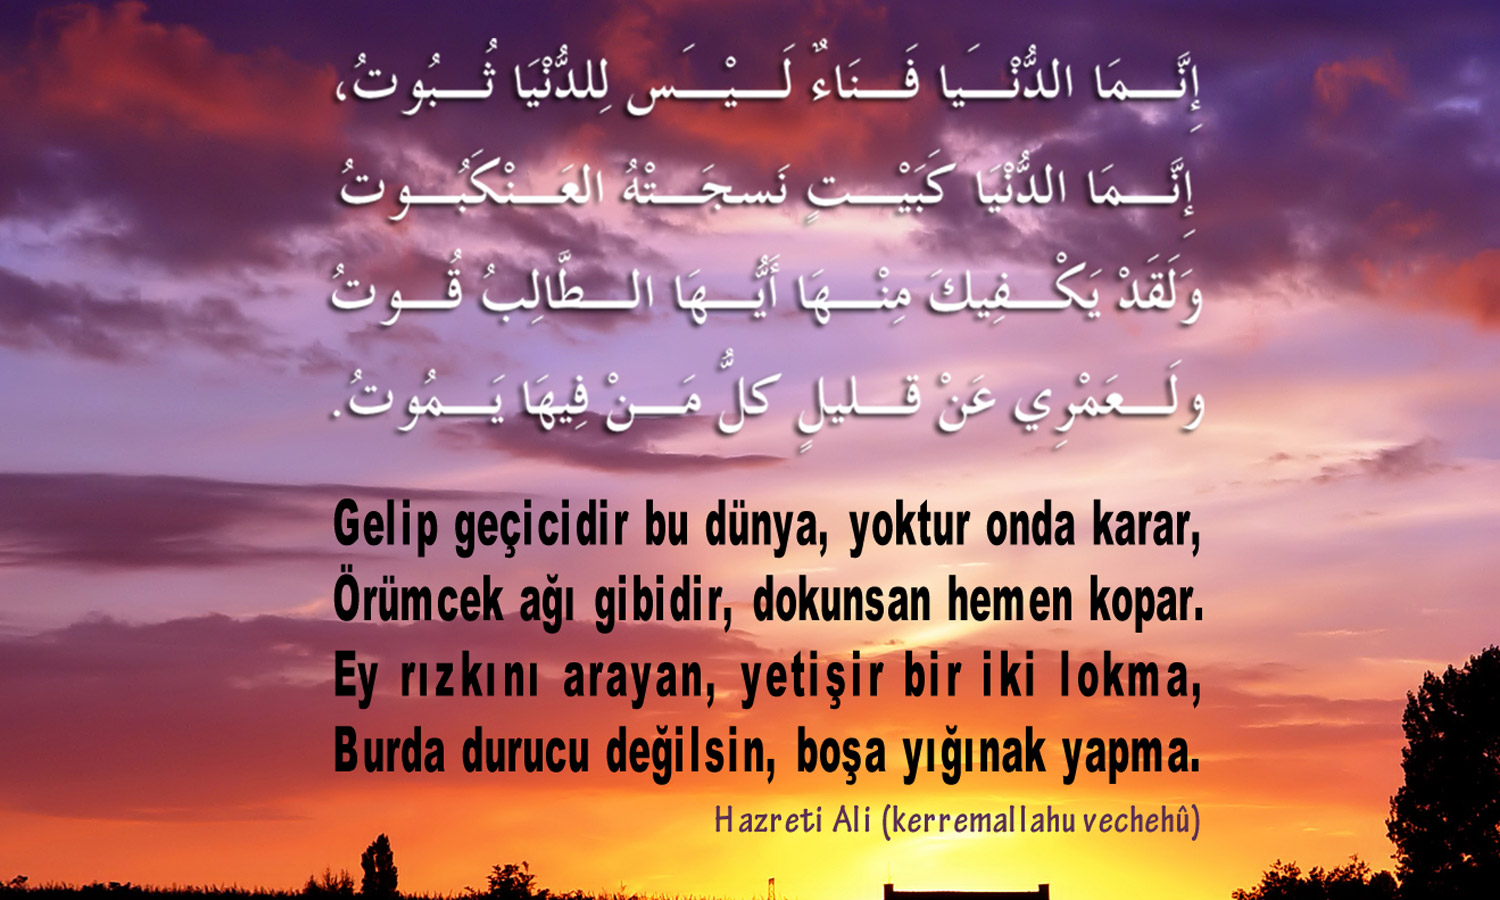 إِنَّمَا الدُّنْيَا فَنَاءٌ لَيْسَ لِلدُّنْيَا ثُبُوتُ،
إِنَّمَا الدُّنْيَا كَبَيْتٍ نَسجَتْهُ العَنْكَبُوتُ
وَلَقَدْ يَكْفِيكَ مِنْهَا أَيُّهَا الطَّالِبُ قُوتُ
ولَعَمْرِي عَنْ قَليلٍ كلُّ مَنْ فِيهَا يَمُوتُ.
Gelip geçicidir bu dünya, yoktur onda karar,
Örümcek ağı gibidir, dokunsan hemen kopar.
Ey rızkını arayan, yetişir bir iki lokma,
Burda durucu değilsin, boşa yığınak yapma.
Hazreti Ali (kerremallahu vechehû)